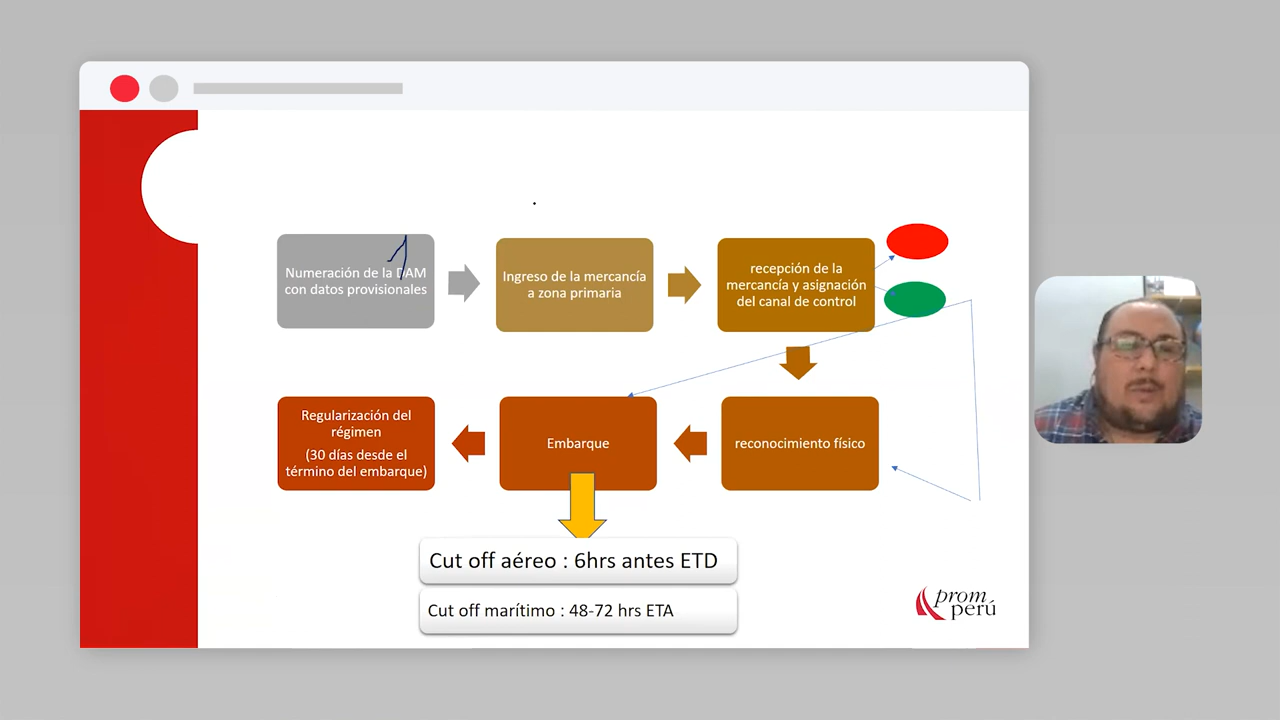 Numeración de la DAM
con datos provisionales
1
Ingreso de la mercancía
a zona primaria
recepción de la
mercancía y asignación
del canal de control
Regularización del
régimen
(30 días desde el
término del embarque)
Embarque
reconocimiento físico
Cut off aéreo : 6hrs antes ETD
Cut off marítimo : 48-72 hrs ETA
prom
perú